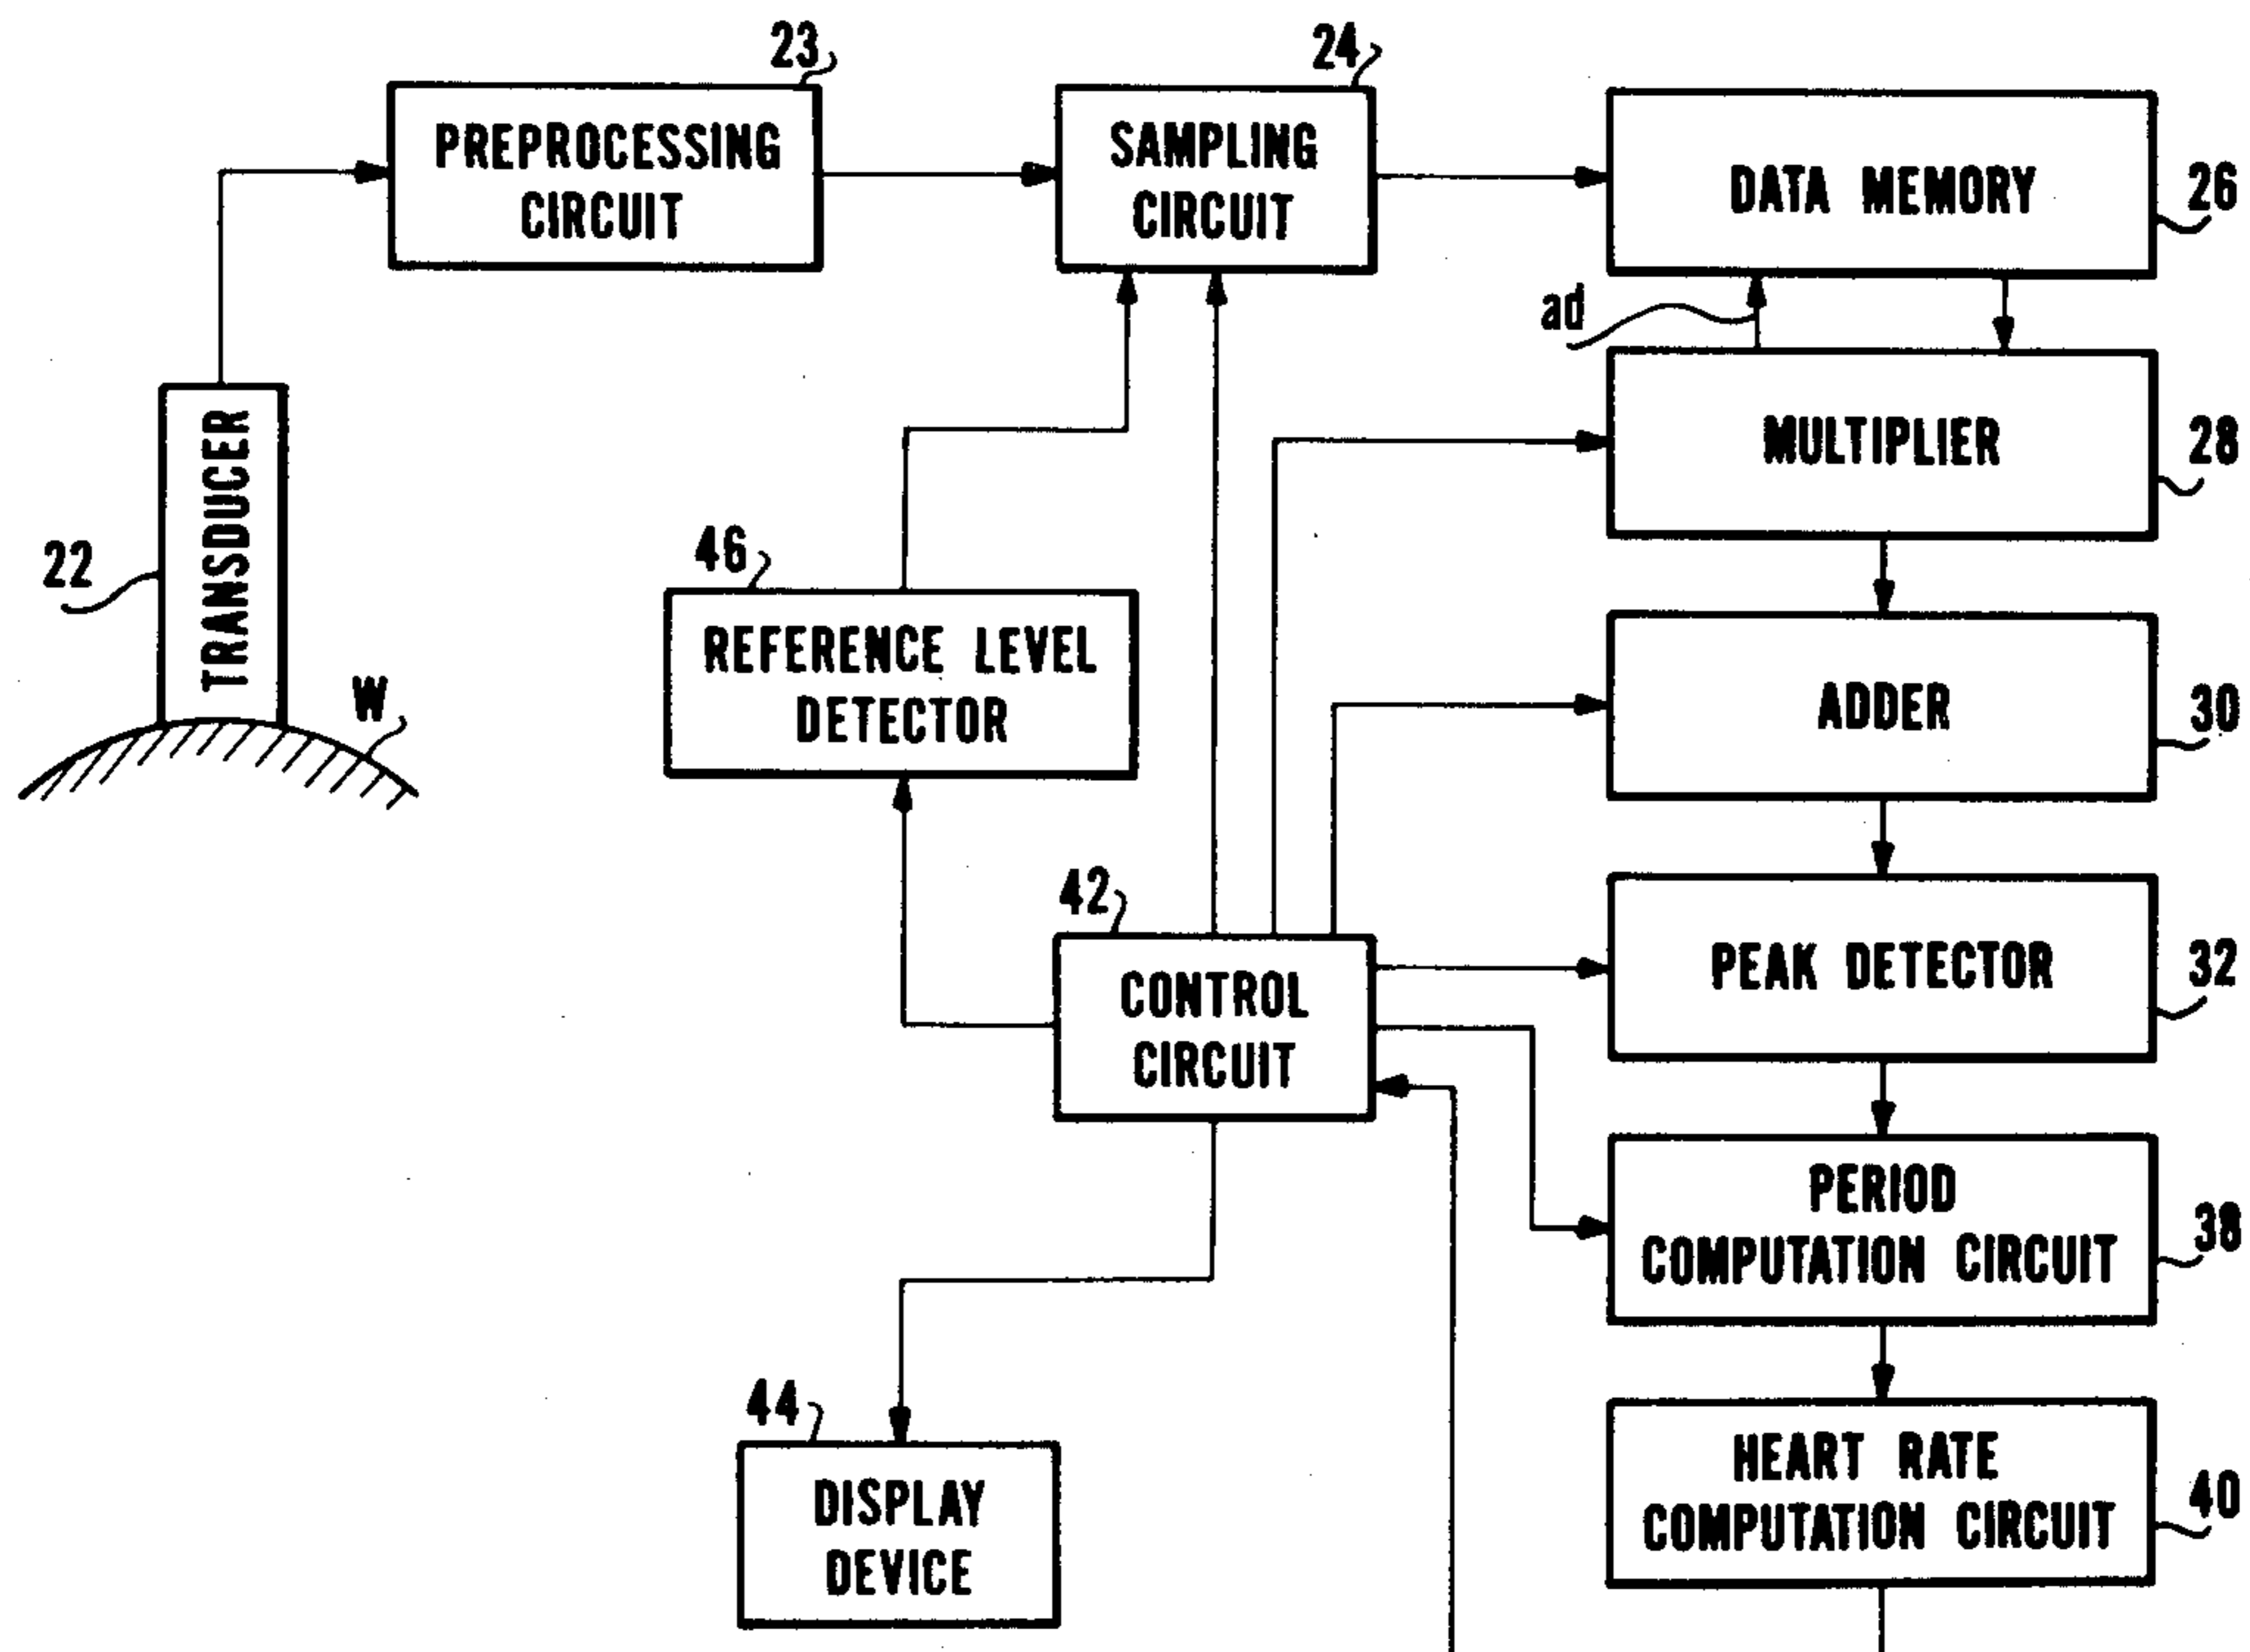 23
PREPROCESSING
CIRCUIT
24
SAMPLING
CIRCUIT
DATA MEMORY
26
ad
MULTIPLIER
28
TRANSDUCER
22
W
46
REFERENCE LEVEL
DETECTOR
ADDER
30
42
CONTROL
CIRCUIT
PEAK DETECTOR
32
PERIOD
COMPUTATION CIRCUIT
38
44
DISPLAY
DEVICE
HEART RATE
COMPUTATION CIRCUIT
40